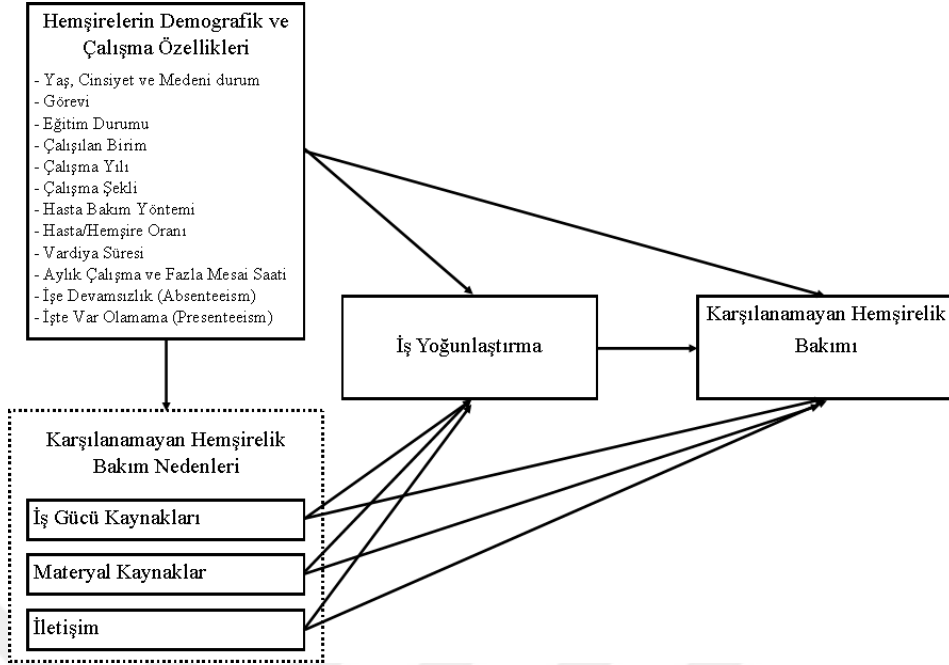 Hemşirelerin Demografik ve
Çalışma Özellikleri
- Yaş, Cinsiyet ve Medeni durum
- Görevi
- Eğitim Durumu
- Çalışılan Birim
- Çalışma Yılı
- Çalışma Şekli
- Hasta Bakım Yöntemi
- Hasta/Hemşire Oranı
- Vardiya Süresi
- Aylık Çalışma ve Fazla Mesai Saati
- İşe Devamsızlık (Absenteeism)
- İşte Var Olamama (Presenteeism)
İş Yoğunlaştırma
Karşılanamayan Hemşirelik
Bakımı
Karşılanamayan Hemşirelik
Bakım Nedenleri
İş Gücü Kaynakları
Materyal Kaynaklar
İletişim